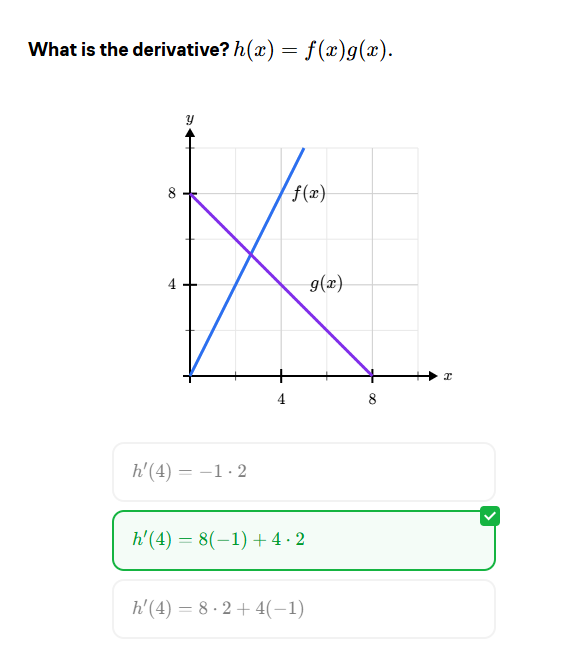 What is the derivative? h(x) = f(x)g(x).
y
8
f(x)
4
g(x)
x
4 8
h′(4) = −1 · 2
h′(4) = 8(−1) + 4 · 2
h′(4) = 8 · 2 + 4(−1)